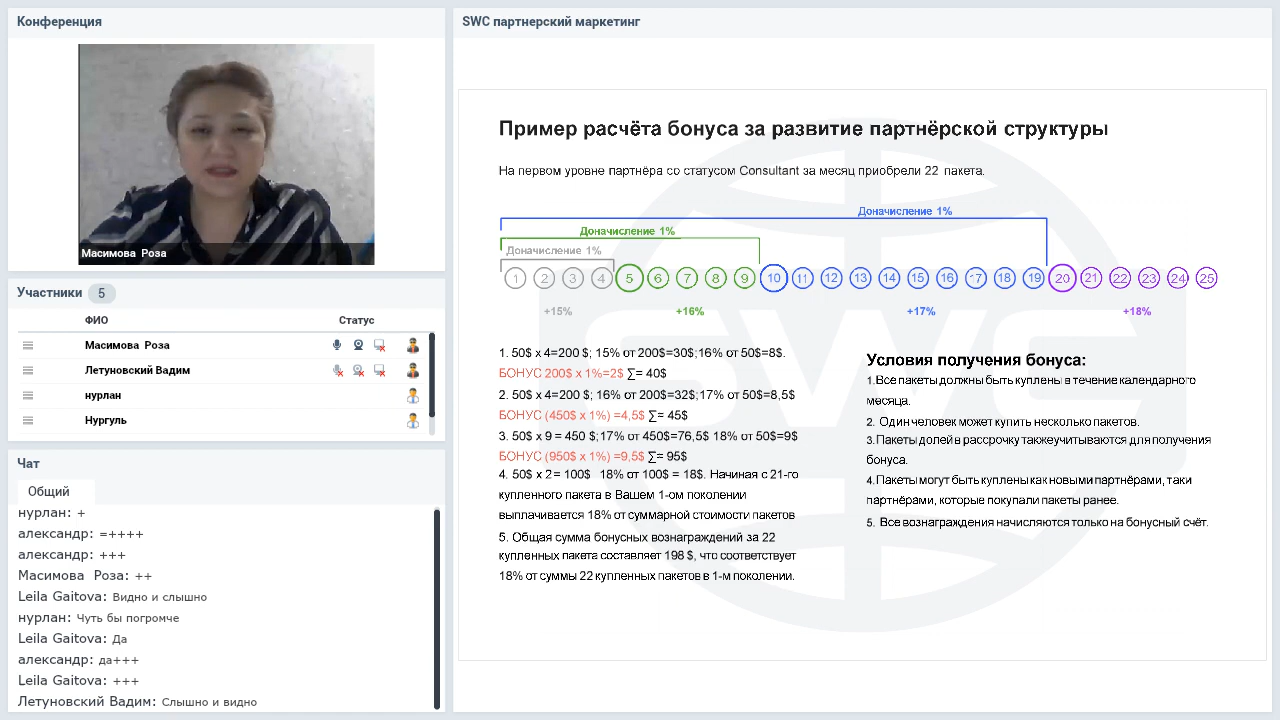 Конференция
Масимова Роза
Участники 5
ФИО Статус
Масимова Роза
Летуновский Вадим
нурлан
Нургуль
Чат
Общий
нурлан: +
александр: =++++
александр: +++
Масимова Роза: ++
Leila Gaitova: Видно и слышно
нурлан: Чуть бы погромче
Leila Gaitova: Да
александр: да+++
Leila Gaitova: +++
Летуновский Вадим: Слышно и видно
SWC партнерский маркетинг
Пример расчёта бонуса за развитие партнёрской структуры
На первом уровне партнёра со статусом Consultant за месяц приобрели 22 пакета.
Доначисление 1%
Доначисление 1%
Доначисление 1%
1 2 3 4 5 6 7 8 9 10 11 12 13 14 15 16 17 18 19 20 21 22 23 24 25
+15% +16% +17% +18%
1. 50$ х 4=200 $; 15% от 200$=30$;16% от 50$=8$.
БОНУС 200$ х 1%=2$ ∑= 40$
2. 50$ х 4=200 $; 16% от 200$=32$;17% от 50$=8,5$
БОНУС (450$ х 1%) =4,5$ ∑= 45$
3. 50$ х 9 = 450 $;17% от 450$=76,5$ 18% от 50$=9$
БОНУС (950$ х 1%) =9,5$ ∑= 95$
4. 50$ х 2 = 100$ 18% от 100$ = 18$. Начиная с 21-го
купленного пакета в Вашем 1-ом поколении
выплачивается 18% от суммарной стоимости пакетов
5. Общая сумма бонусных вознаграждений за 22
купленных пакета составляет 198 $, что соответствует
18% от суммы 22 купленных пакетов в 1-м поколении.
Условия получения бонуса:
1.Все пакеты должны быть куплены в течение календарного
месяца.
2. Один человек может купить несколько пакетов.
3.Пакеты долей в рассрочку также учитываются для получения
бонуса.
4.Пакеты могут быть куплены как новыми партнёрами, так и
партнёрами, которые покупали пакеты ранее.
5. Все вознаграждения начисляются только на бонусный счёт.
SWC